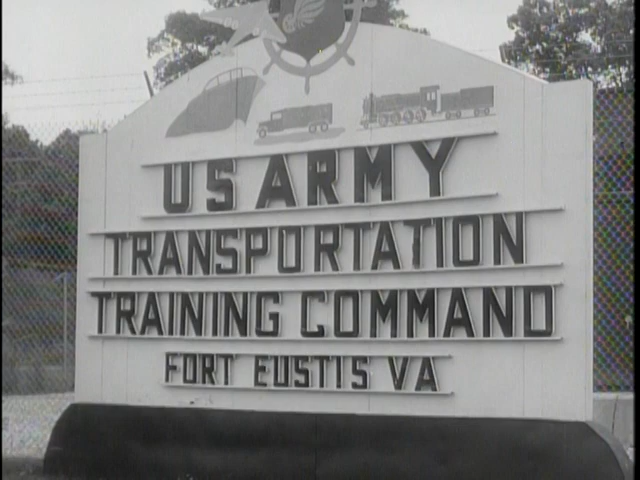 US ARMY
TRANSPORTATION
TRAINING COMMAND
FORT EUSTIS VA